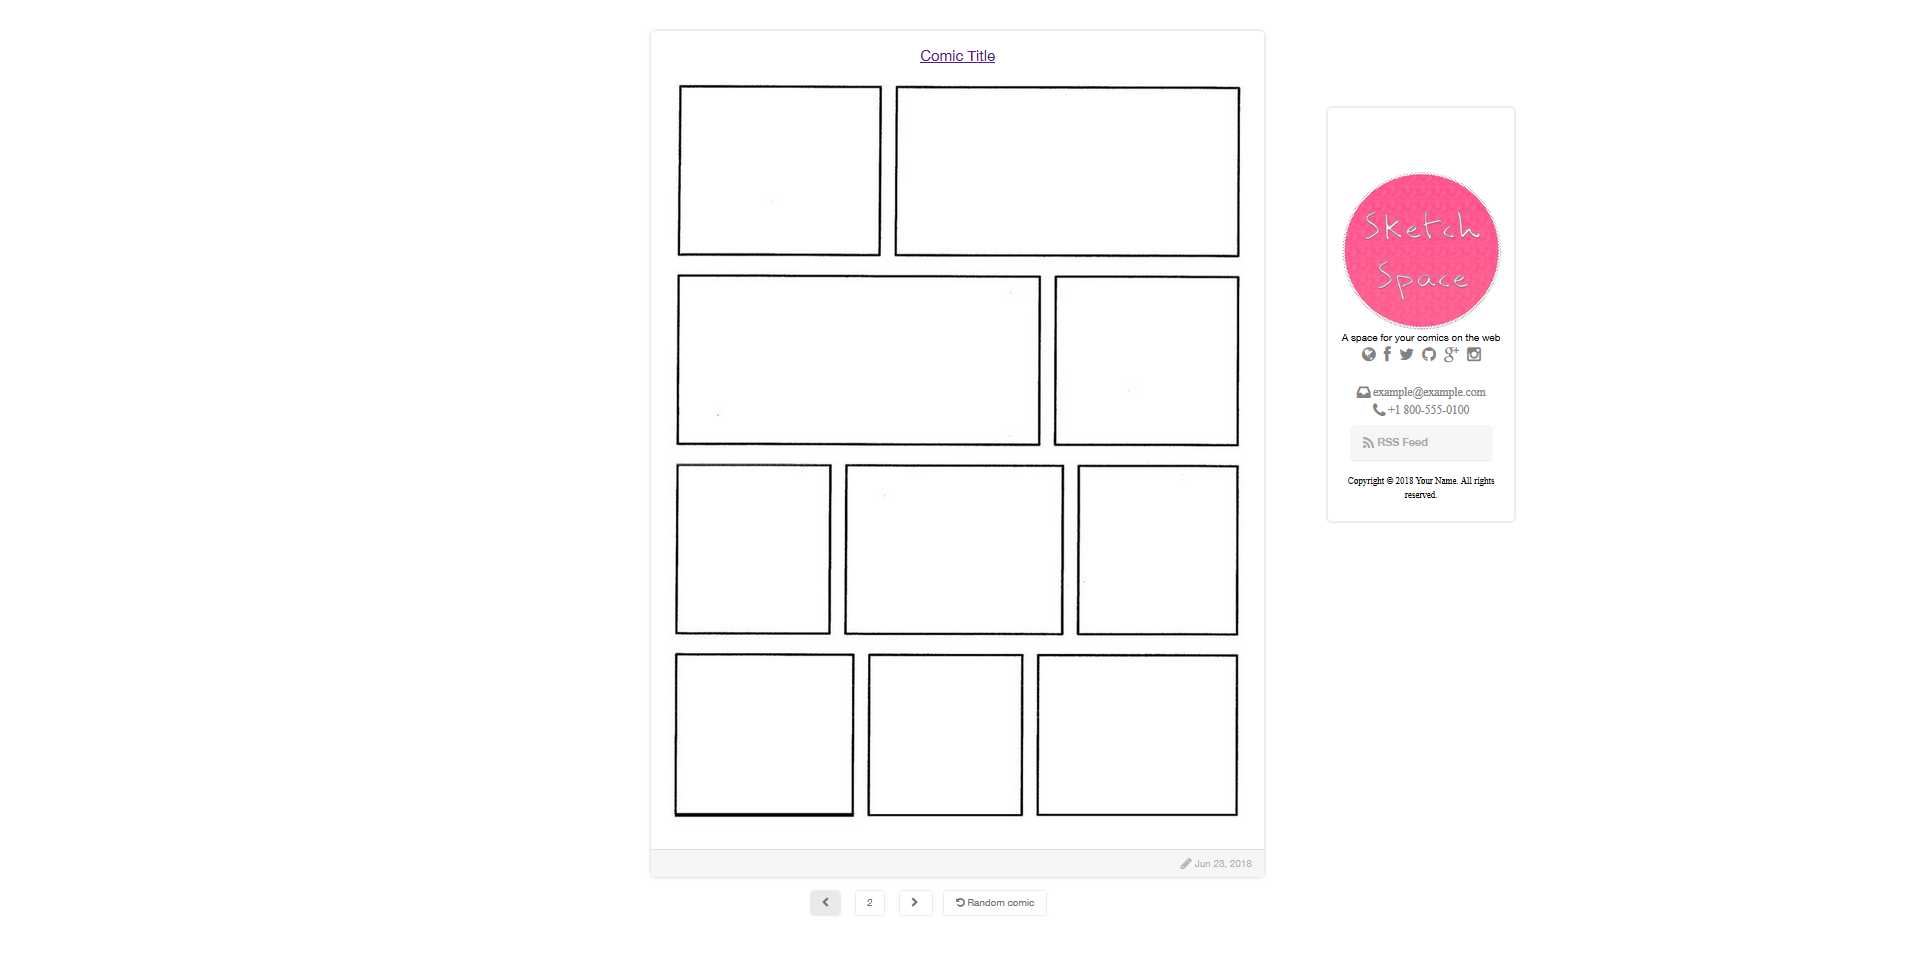 Comic Title
Sketch
Space
A space for your comics on the web
example@example.com
+1 800-555-0100
RSS Feed
Copyright © 2018 Your Name. All rights
reserved.
Jun 23, 2018
2
Random comic